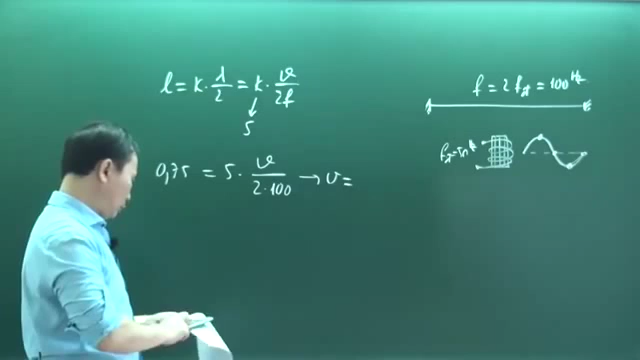 l = k · λ/2 = k · v/2f
5
0,75 = 5 · v/2·100 → v =
f = 2 f = 100 Hz